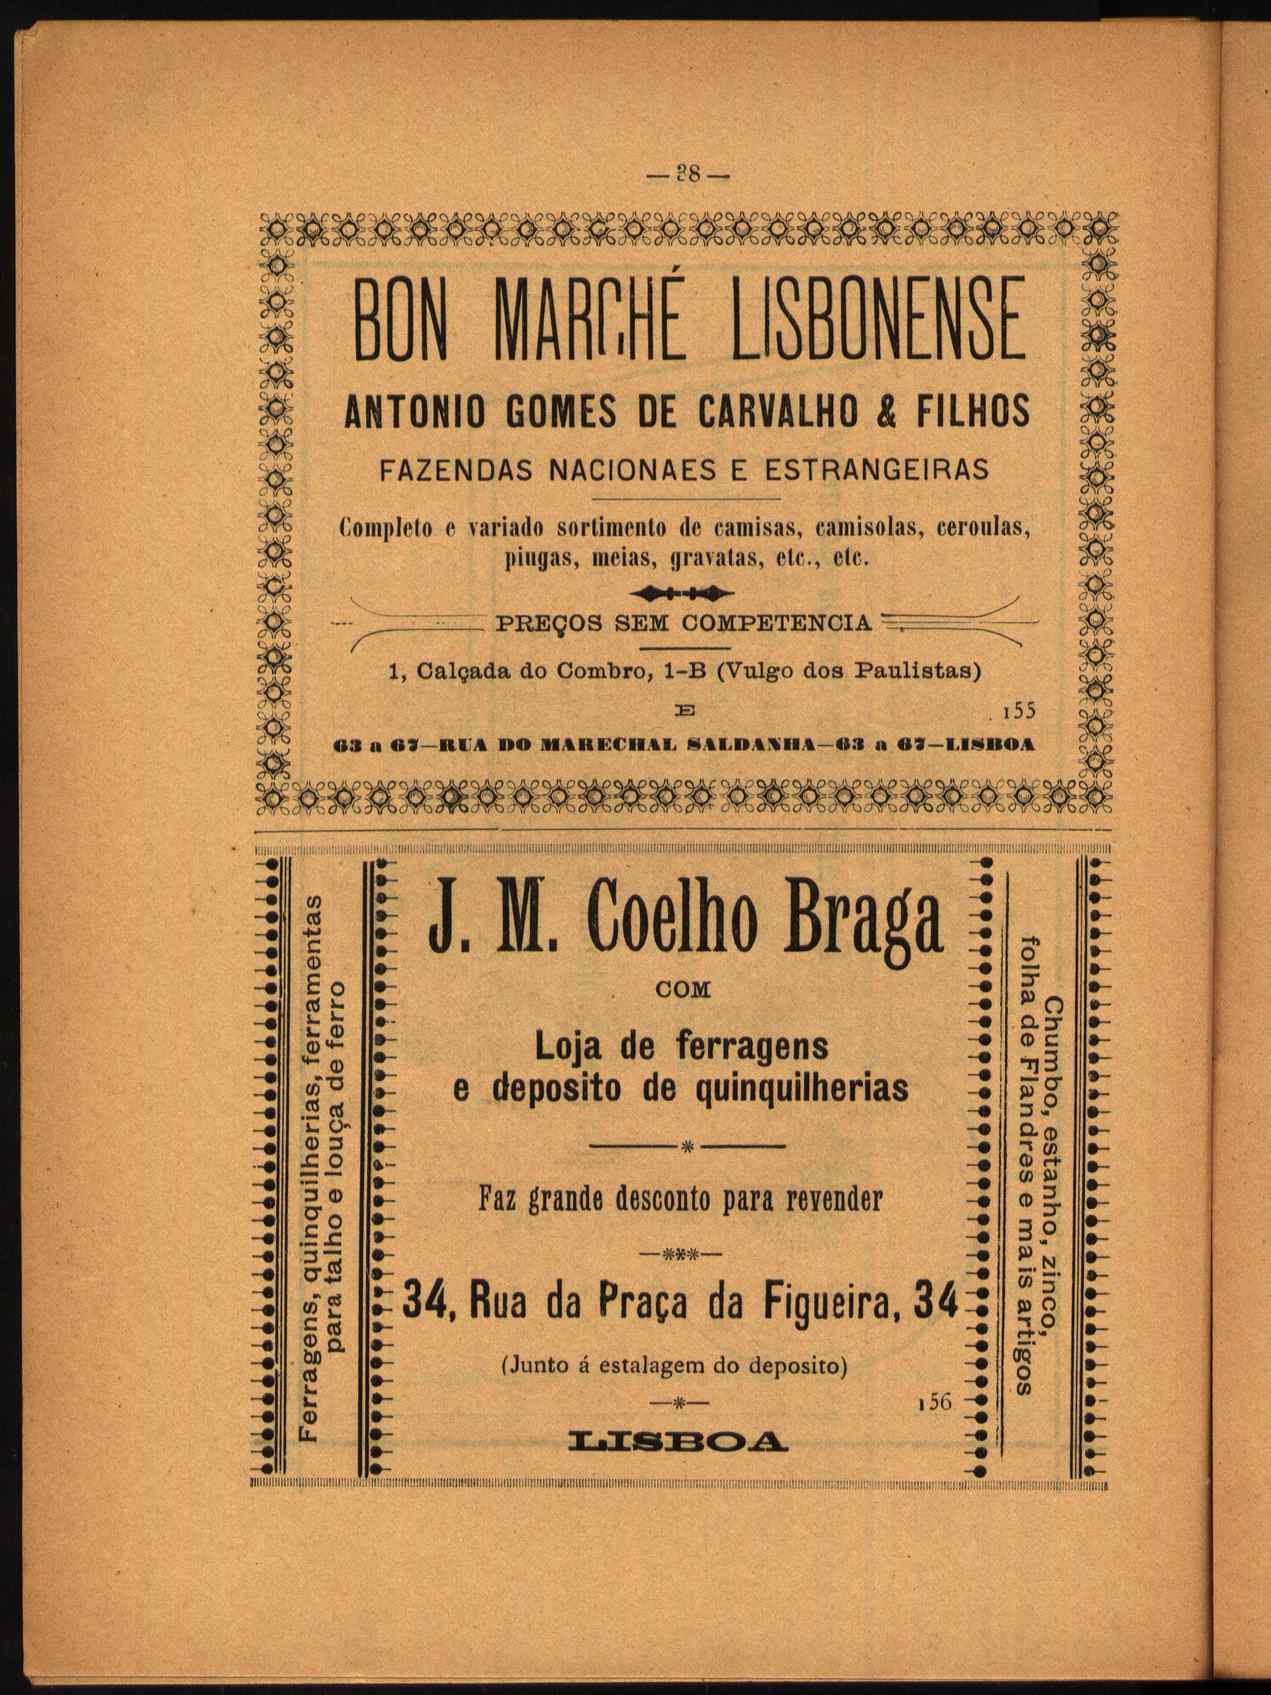 — 38 —
BON MARCHÉ LISBONENSE
ANTONIO GOMES DE CARVALHO & FILHOS
FAZENDAS NACIONAES E ESTRANGEIRAS
Completo e variado sortimento de camisas, camisolas, ceroulas,
piugas, meias, gravatas, etc., etc.
PREÇOS SEM COMPETENCIA
1, Calçada do Combro, 1-B (Vulgo dos Paulistas)
E
155
63 a 67—RUA DO MARECHAL SALDANHA—63 a 67—LISBOA
Ferragens, quinquilherias, ferramentas
para talho e louça de ferro
J. M. Coelho Braga
COM
Loja de ferragens
e deposito de quinquilherias
Faz grande desconto para revender
34, Rua da Praça da Figueira, 34
(Junto á estalagem do deposito)
156
LISBOA
Chumbo, estanho, zinco,
folha de Flandres e mais artigos